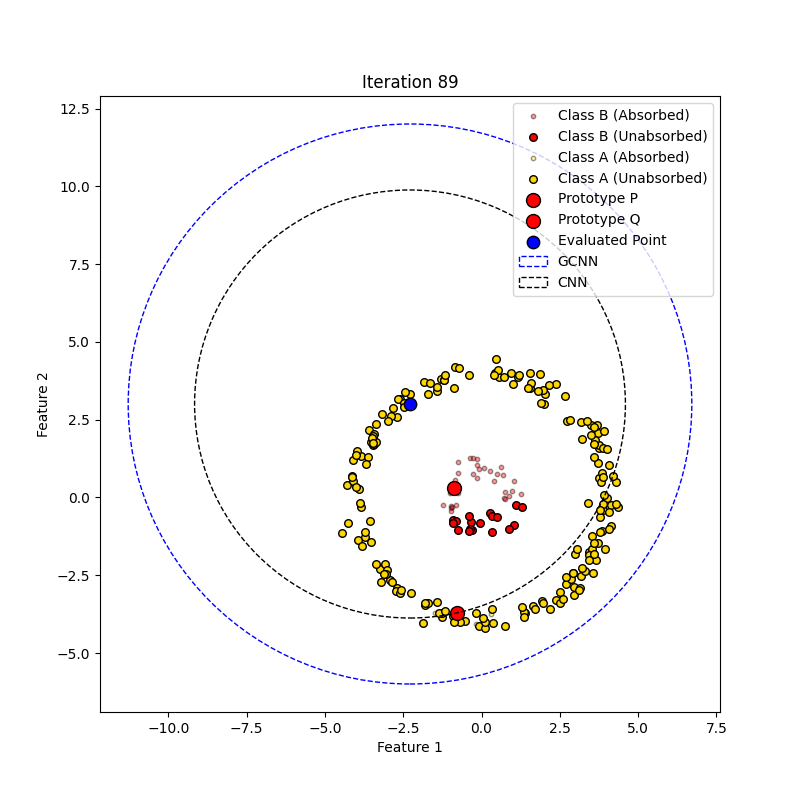 Iteration 89
12.5
10.0
7.5
5.0
2.5
0.0
−2.5
−5.0
Feature 2
Class B (Absorbed)
Class B (Unabsorbed)
Class A (Absorbed)
Class A (Unabsorbed)
Prototype P
Prototype Q
Evaluated Point
GCNN
CNN
−10.0 −7.5 −5.0 −2.5 0.0 2.5 5.0 7.5
Feature 1